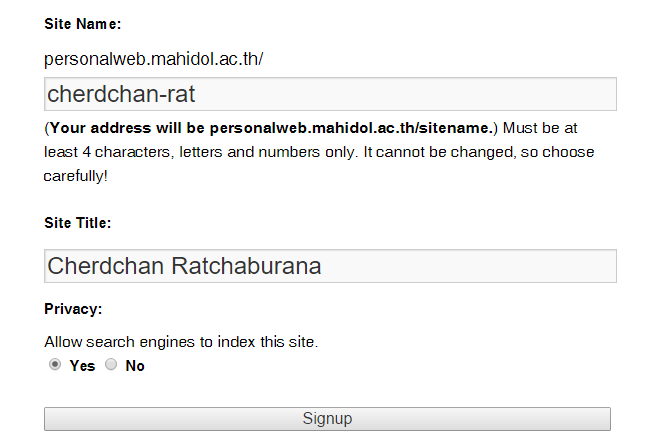 Site Name:
personalweb.mahidol.ac.th/
cherdchan-rat
(Your address will be personalweb.mahidol.ac.th/sitename.) Must be at
least 4 characters, letters and numbers only. It cannot be changed, so choose
carefully!
Site Title:
Cherdchan Ratchaburana
Privacy:
Allow search engines to index this site.
Yes No
Signup